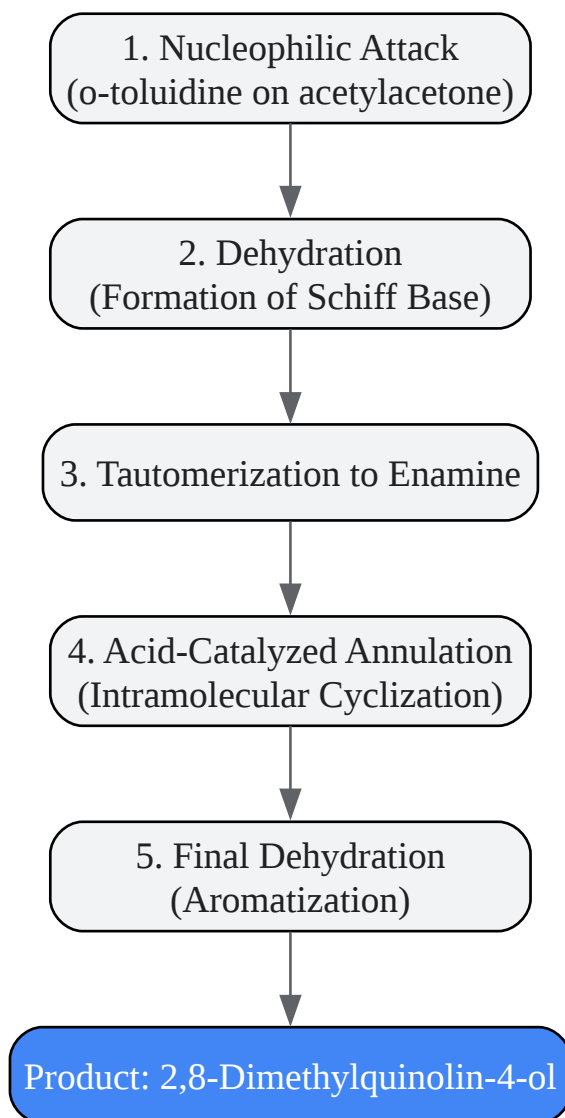 1. Nucleophilic Attack
(o-toluidine on acetylacetone)
2. Dehydration
(Formation of Schiff Base)
3. Tautomerization to Enamine
4. Acid-Catalyzed Annulation
(Intramolecular Cyclization)
5. Final Dehydration
(Aromatization)
Product: 2,8-Dimethylquinolin-4-ol